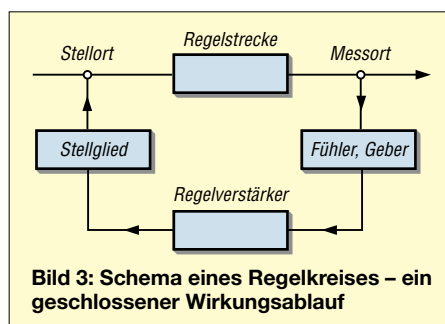 Stellort
Regelstrecke
Messort
Stellglied
Fühler, Geber
Regelverstärker
Bild 3: Schema eines Regelkreises – ein
geschlossener Wirkungsablauf